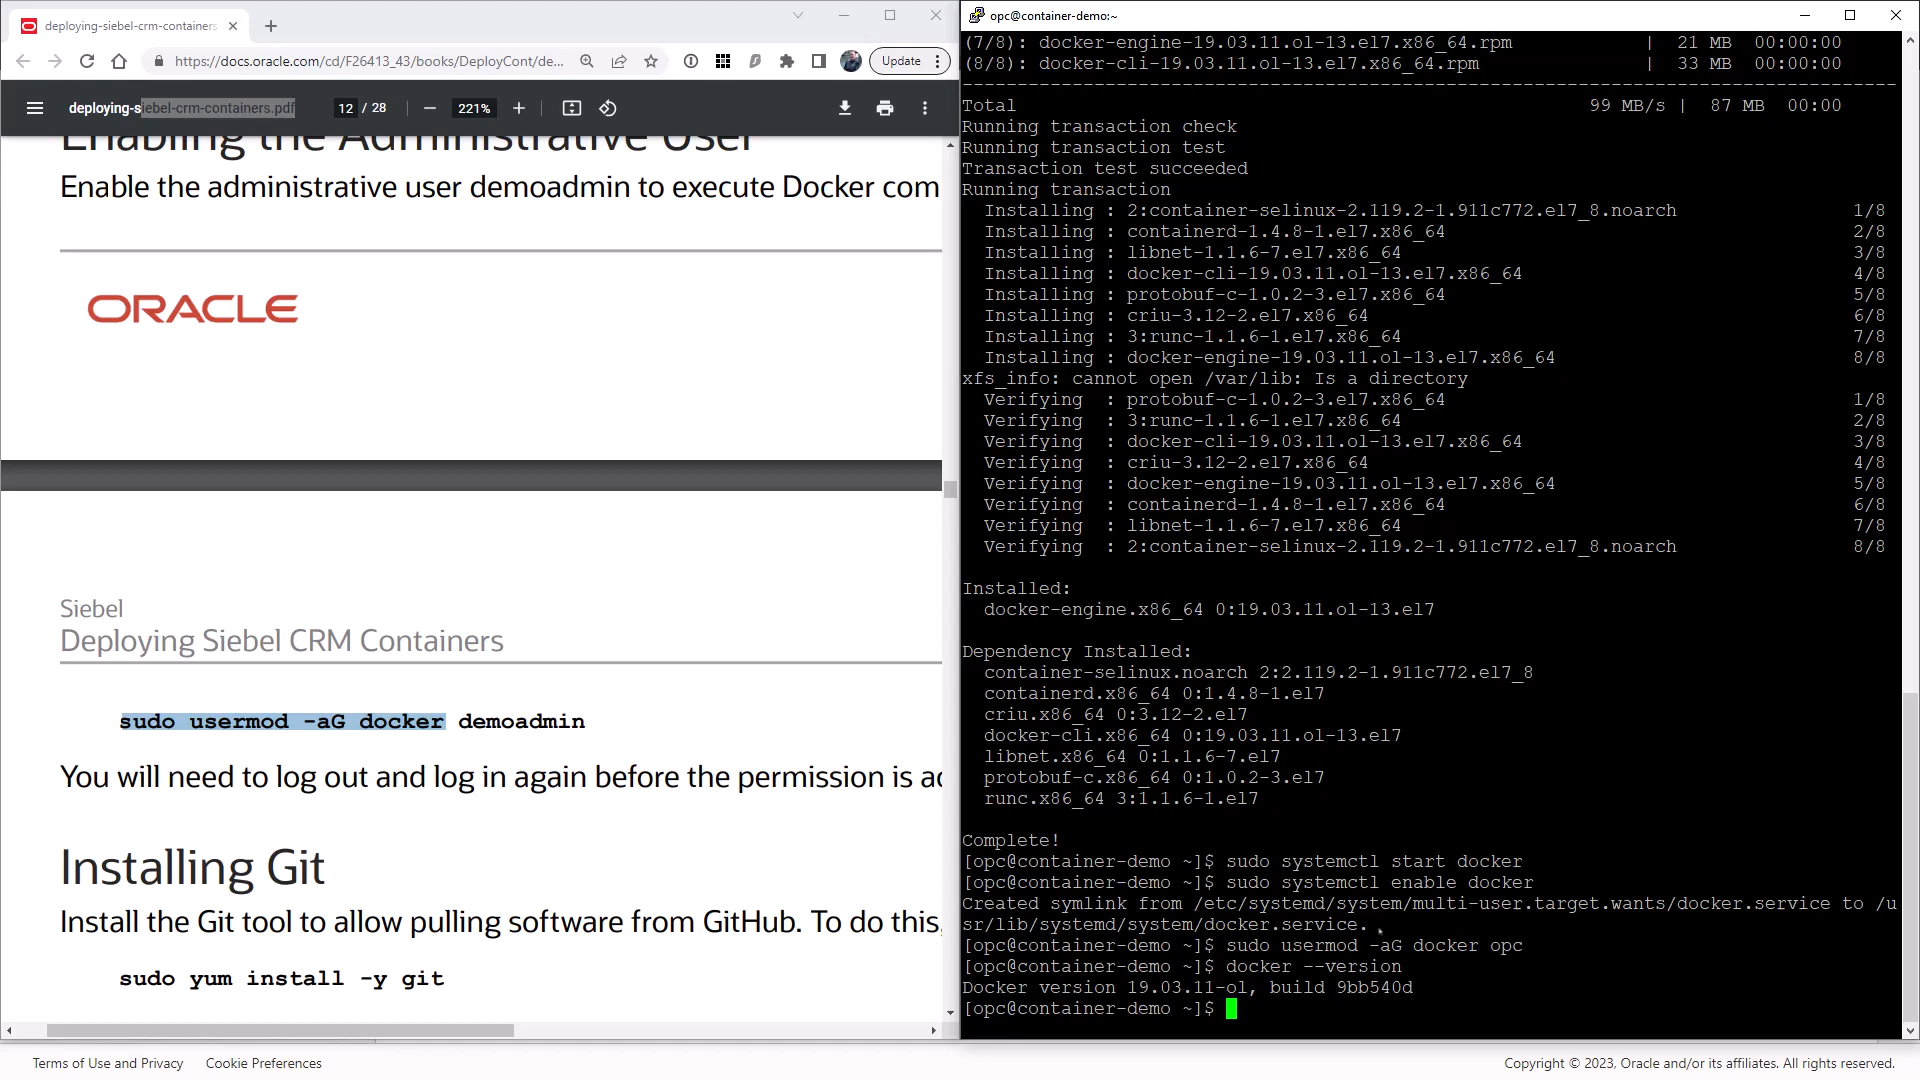 deploying-siebel-crm-containers
https://docs.oracle.com/cd/F26413_43/books/DeployCont/de...
Update
deploying-siebel-crm-containers.pdf
12 / 28
221%
Enabling the Administrative User
Enable the administrative user demoadmin to execute Docker com
ORACLE
Siebel
Deploying Siebel CRM Containers
sudo usermod -aG docker demoadmin
You will need to log out and log in again before the permission is ac
Installing Git
Install the Git tool to allow pulling software from GitHub. To do this,
sudo yum install -y git
opc@container-demo:~
(7/8): docker-engine-19.03.11.ol-13.el7.x86_64.rpm | 21 MB 00:00:00
(8/8): docker-cli-19.03.11.ol-13.el7.x86_64.rpm | 33 MB 00:00:00
--------------------------------------------------------------------------------
Total 99 MB/s | 87 MB 00:00
Running transaction check
Running transaction test
Transaction test succeeded
Running transaction
Installing : 2:container-selinux-2.119.2-1.911c772.el7_8.noarch 1/8
Installing : containerd-1.4.8-1.el7.x86_64 2/8
Installing : libnet-1.1.6-7.el7.x86_64 3/8
Installing : docker-cli-19.03.11.ol-13.el7.x86_64 4/8
Installing : protobuf-c-1.0.2-3.el7.x86_64 5/8
Installing : criu-3.12-2.el7.x86_64 6/8
Installing : 3:runc-1.1.6-1.el7.x86_64 7/8
Installing : docker-engine-19.03.11.ol-13.el7.x86_64 8/8
xfs_info: cannot open /var/lib: Is a directory
Verifying : protobuf-c-1.0.2-3.el7.x86_64 1/8
Verifying : 3:runc-1.1.6-1.el7.x86_64 2/8
Verifying : docker-cli-19.03.11.ol-13.el7.x86_64 3/8
Verifying : criu-3.12-2.el7.x86_64 4/8
Verifying : docker-engine-19.03.11.ol-13.el7.x86_64 5/8
Verifying : containerd-1.4.8-1.el7.x86_64 6/8
Verifying : libnet-1.1.6-7.el7.x86_64 7/8
Verifying : 2:container-selinux-2.119.2-1.911c772.el7_8.noarch 8/8
Installed:
docker-engine.x86_64 0:19.03.11.ol-13.el7
Dependency Installed:
container-selinux.noarch 2:2.119.2-1.911c772.el7_8
containerd.x86_64 0:1.4.8-1.el7
criu.x86_64 0:3.12-2.el7
docker-cli.x86_64 0:19.03.11.ol-13.el7
libnet.x86_64 0:1.1.6-7.el7
protobuf-c.x86_64 0:1.0.2-3.el7
runc.x86_64 3:1.1.6-1.el7
Complete!
[opc@container-demo ~]$ sudo systemctl start docker
[opc@container-demo ~]$ sudo systemctl enable docker
Created symlink from /etc/systemd/system/multi-user.target.wants/docker.service to /u
sr/lib/systemd/system/docker.service.
[opc@container-demo ~]$ sudo usermod -aG docker opc
[opc@container-demo ~]$ docker --version
Docker version 19.03.11-ol, build 9bb540d
[opc@container-demo ~]$
Terms of Use and Privacy Cookie Preferences
Copyright © 2023, Oracle and/or its affiliates. All rights reserved.